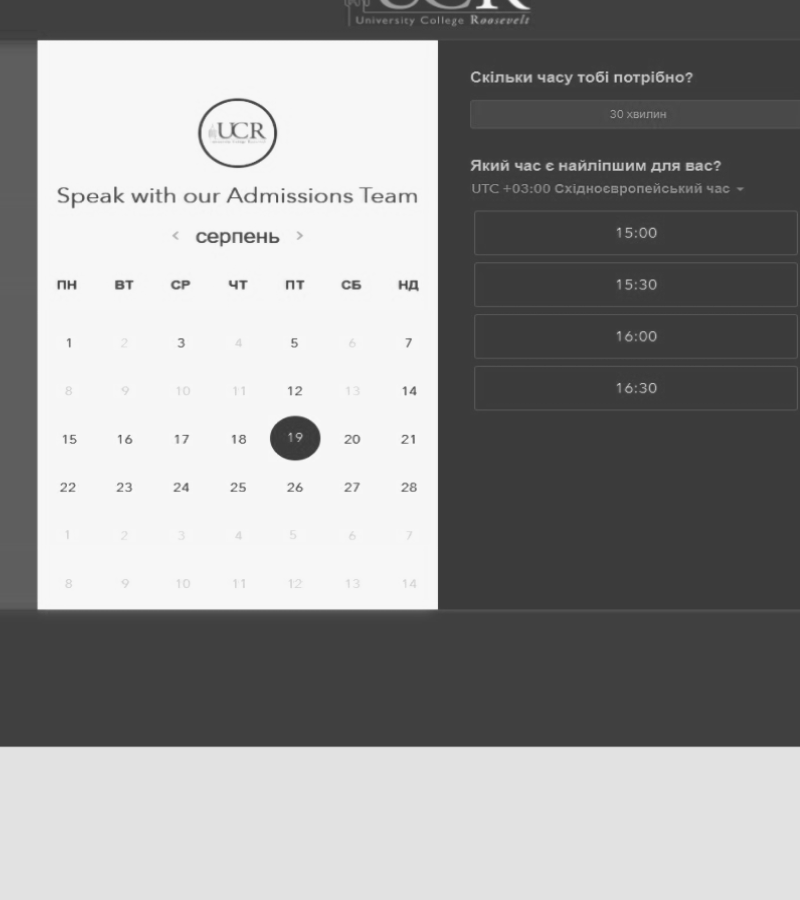 UCR
University College Roosevelt
UCR
Speak with our Admissions Team
< серпень >
ПН ВТ СР ЧТ ПТ СБ НД
1 2 3 4 5 6 7
8 9 10 11 12 13 14
15 16 17 18 19 20 21
22 23 24 25 26 27 28
1 2 3 4 5 6 7
8 9 10 11 12 13 14
Скільки часу тобі потрібно?
30 хвилин
Який час є найліпшим для вас?
UTC +03:00 Східноєвропейський час
15:00
15:30
16:00
16:30